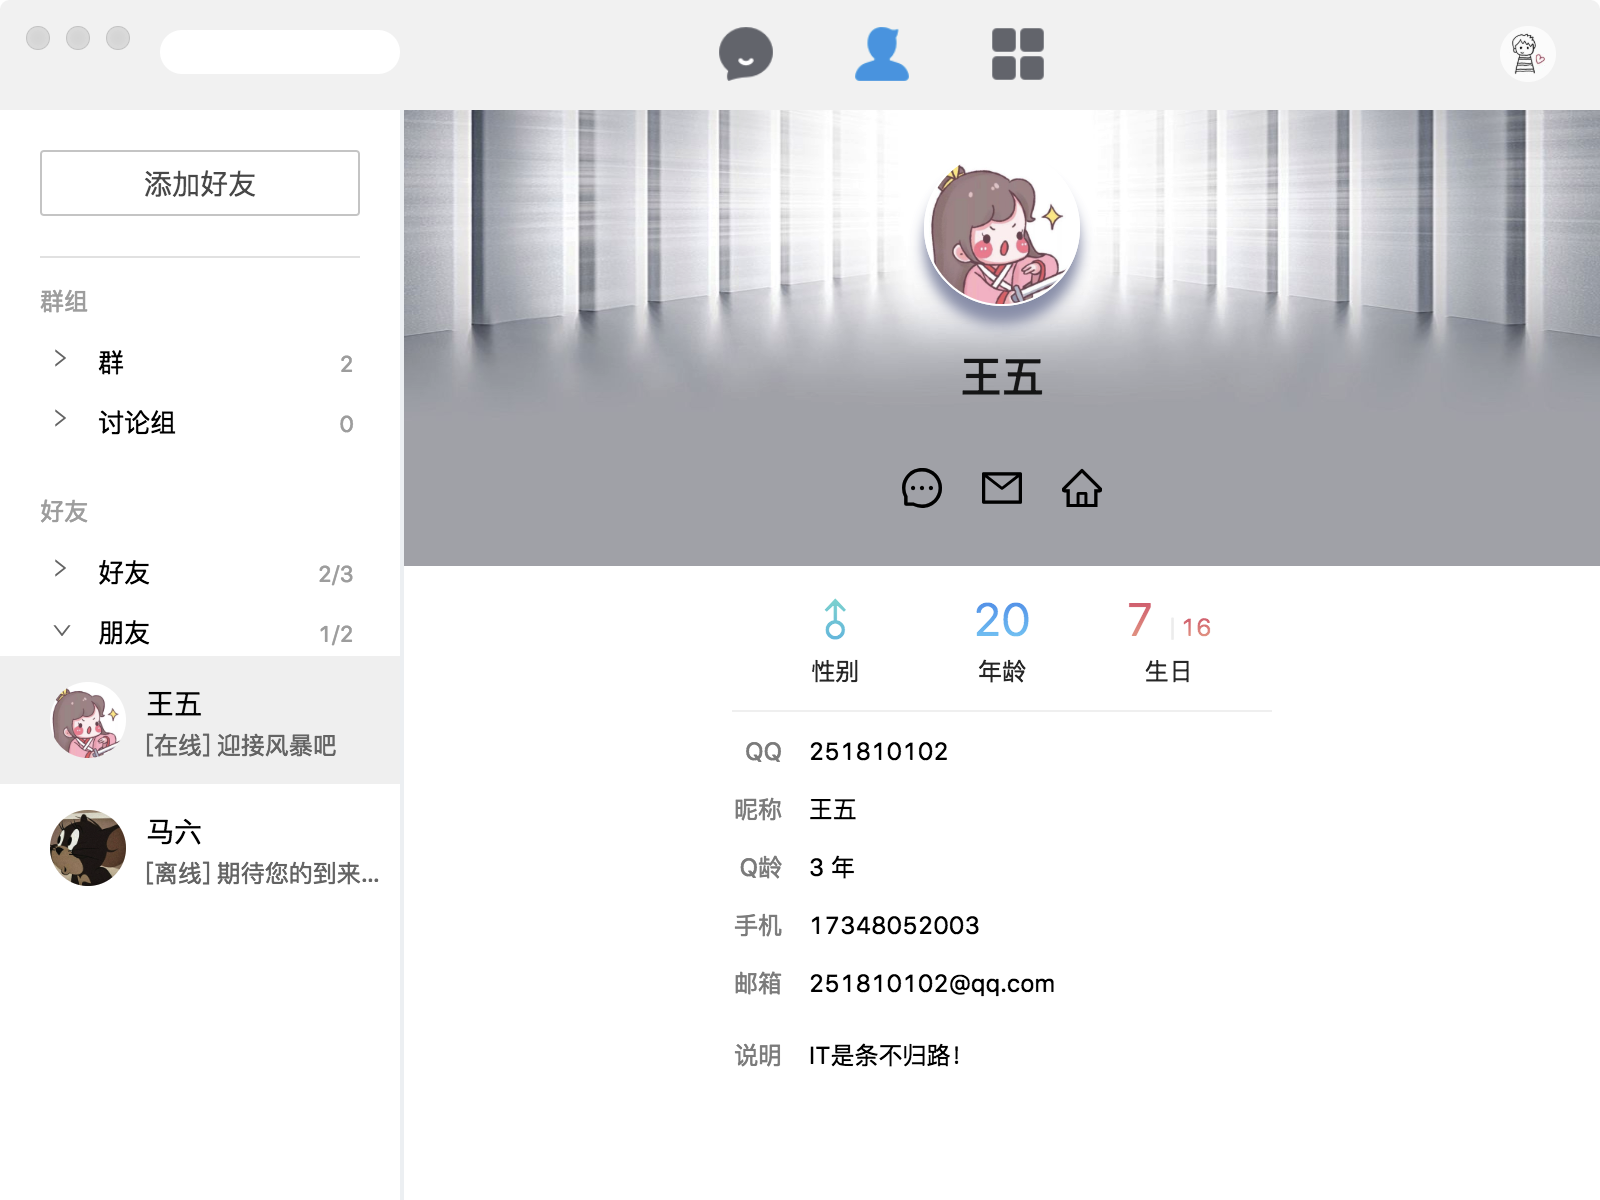 添加好友
群组
群 2
讨论组 0
好友
好友 2/3
朋友 1/2
王五
[在线] 迎接风暴吧
马六
[离线] 期待您的到来...
王五
20
7 | 16
性别
年龄
生日
QQ 251810102
昵称 王五
Q龄 3 年
手机 17348052003
邮箱 251810102@qq.com
说明 IT是条不归路！